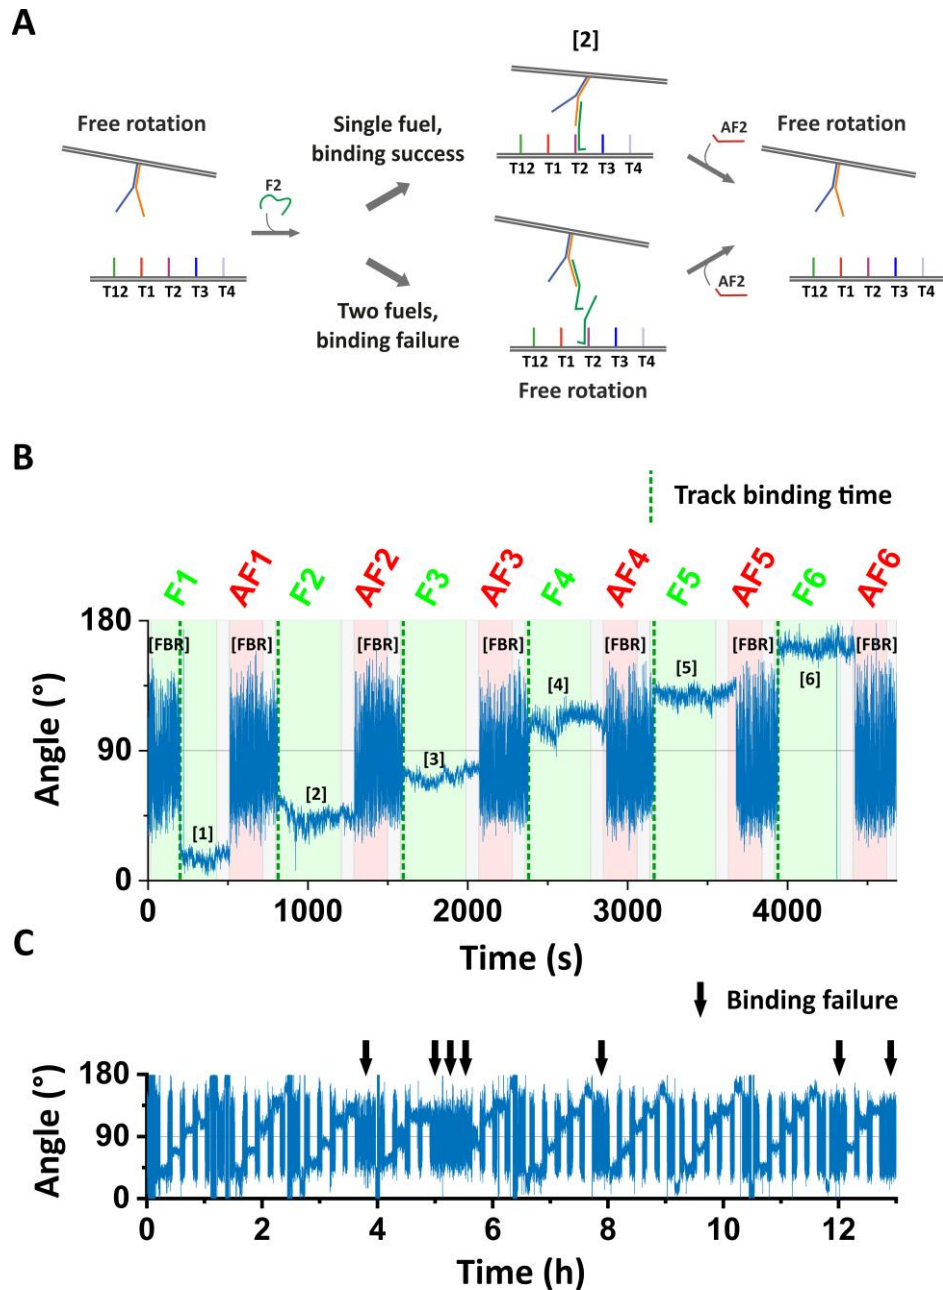 A
[2]
Free rotation
Single fuel,
binding success
AF2
Free rotation
F2
T12 T1 T2 T3 T4
T12 T1 T2 T3 T4
T12 T1 T2 T3 T4
Two fuels,
binding failure
AF2
T12 T1 T2 T3 T4
Free rotation
B
Track binding time
F1 AF1 F2 AF2 F3 AF3 F4 AF4 F5 AF5 F6 AF6
180
[FBR] [FBR] [FBR] [FBR] [FBR] [FBR] [FBR]
[1] [2] [3] [4] [5] [6]
90
0
Angle (°)
0 1000 2000 3000 4000
Time (s)
C
Binding failure
180
90
0
Angle (°)
0 2 4 6 8 10 12
Time (h)